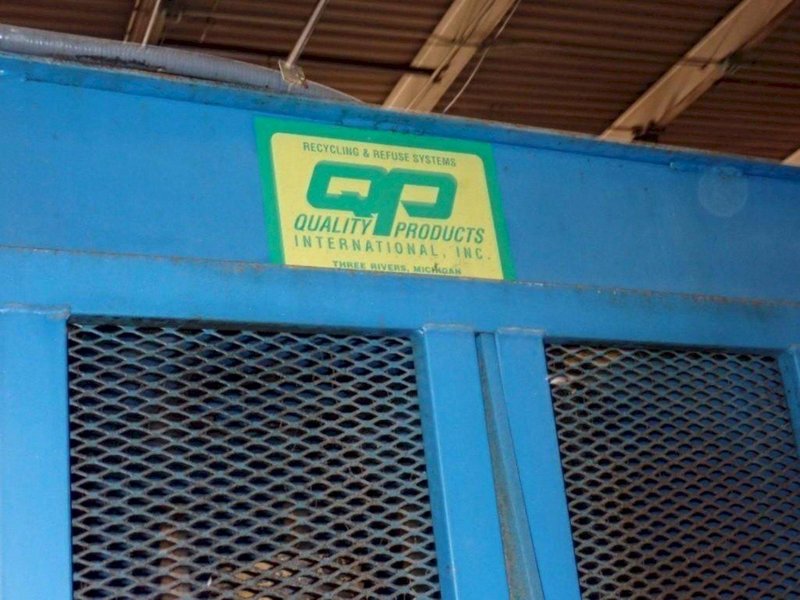 RECYCLING & REFUSE SYSTEMS
QP
QUALITY PRODUCTS
INTERNATIONAL, INC.
THREE RIVERS, MICHIGAN